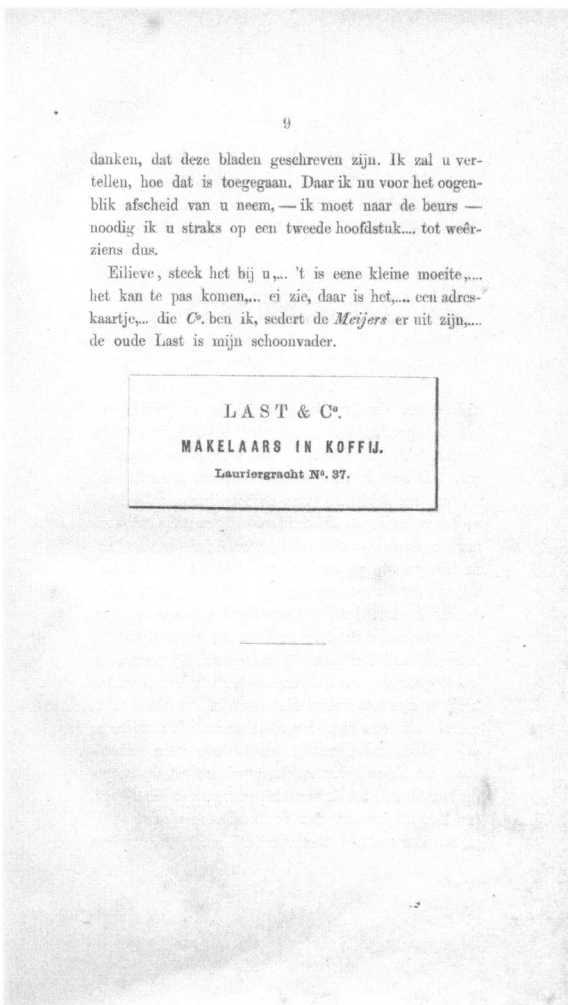 9
danken, dat deze bladen geschreven zijn. Ik zal u ver-
tellen, hoe dat is toegegaan. Daar ik nu voor het oogen-
blik afscheid van u neem, — ik moet naar de beurs —
noodig ik u straks op een tweede hoofdstuk.... tot weêr-
ziens dus.
Eilieve, steek het bij u,... 't is eene kleine moeite,....
het kan te pas komen,... ei zie, daar is het,.... een adres-
kaartje,... die Cº. ben ik, sedert de Meijers er uit zijn,....
de oude Last is mijn schoonvader.
LAST & Cº.
MAKELAARS IN KOFFIJ.
Lauriergracht Nº. 37.